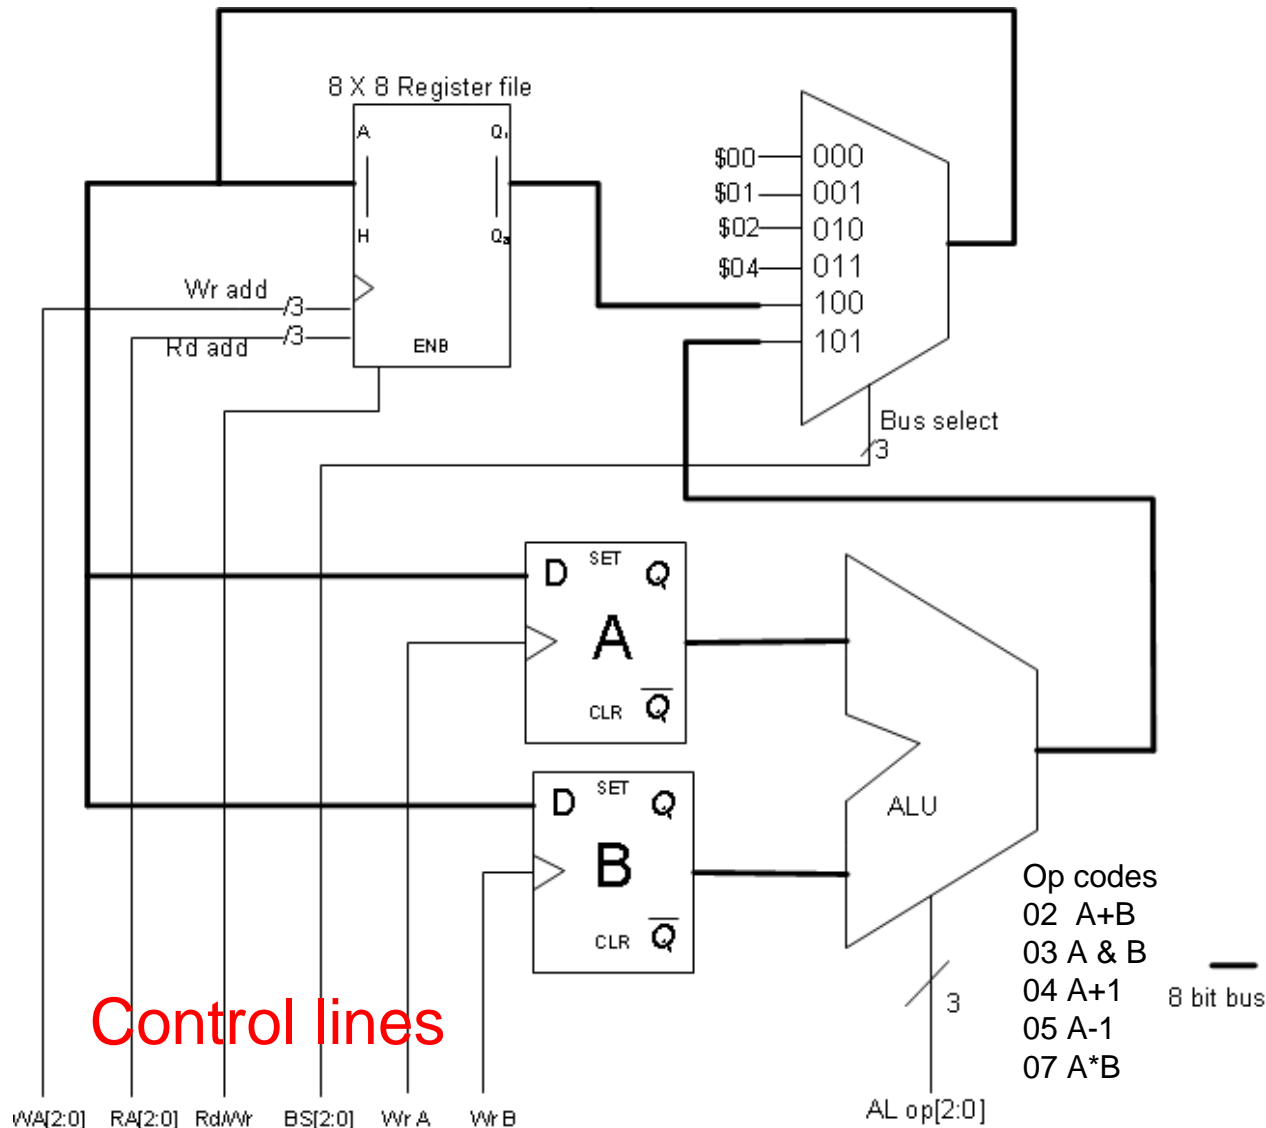 8 X 8 Register file
A
Q₁
H
Q₈
Wr add
/3
Rd add
/3
ENB
$00
000
$01
001
$02
010
$04
011
100
101
Bus select
3
SET
D
Q
A
CLR
Q
SET
D
Q
B
CLR
Q
ALU
3
Op codes
02 A+B
03 A & B
04 A+1
05 A-1
07 A*B
8 bit bus
Control lines
WA[2:0]
RA[2:0]
Rd/Wr
BS[2:0]
Wr A
Wr B
AL op[2:0]